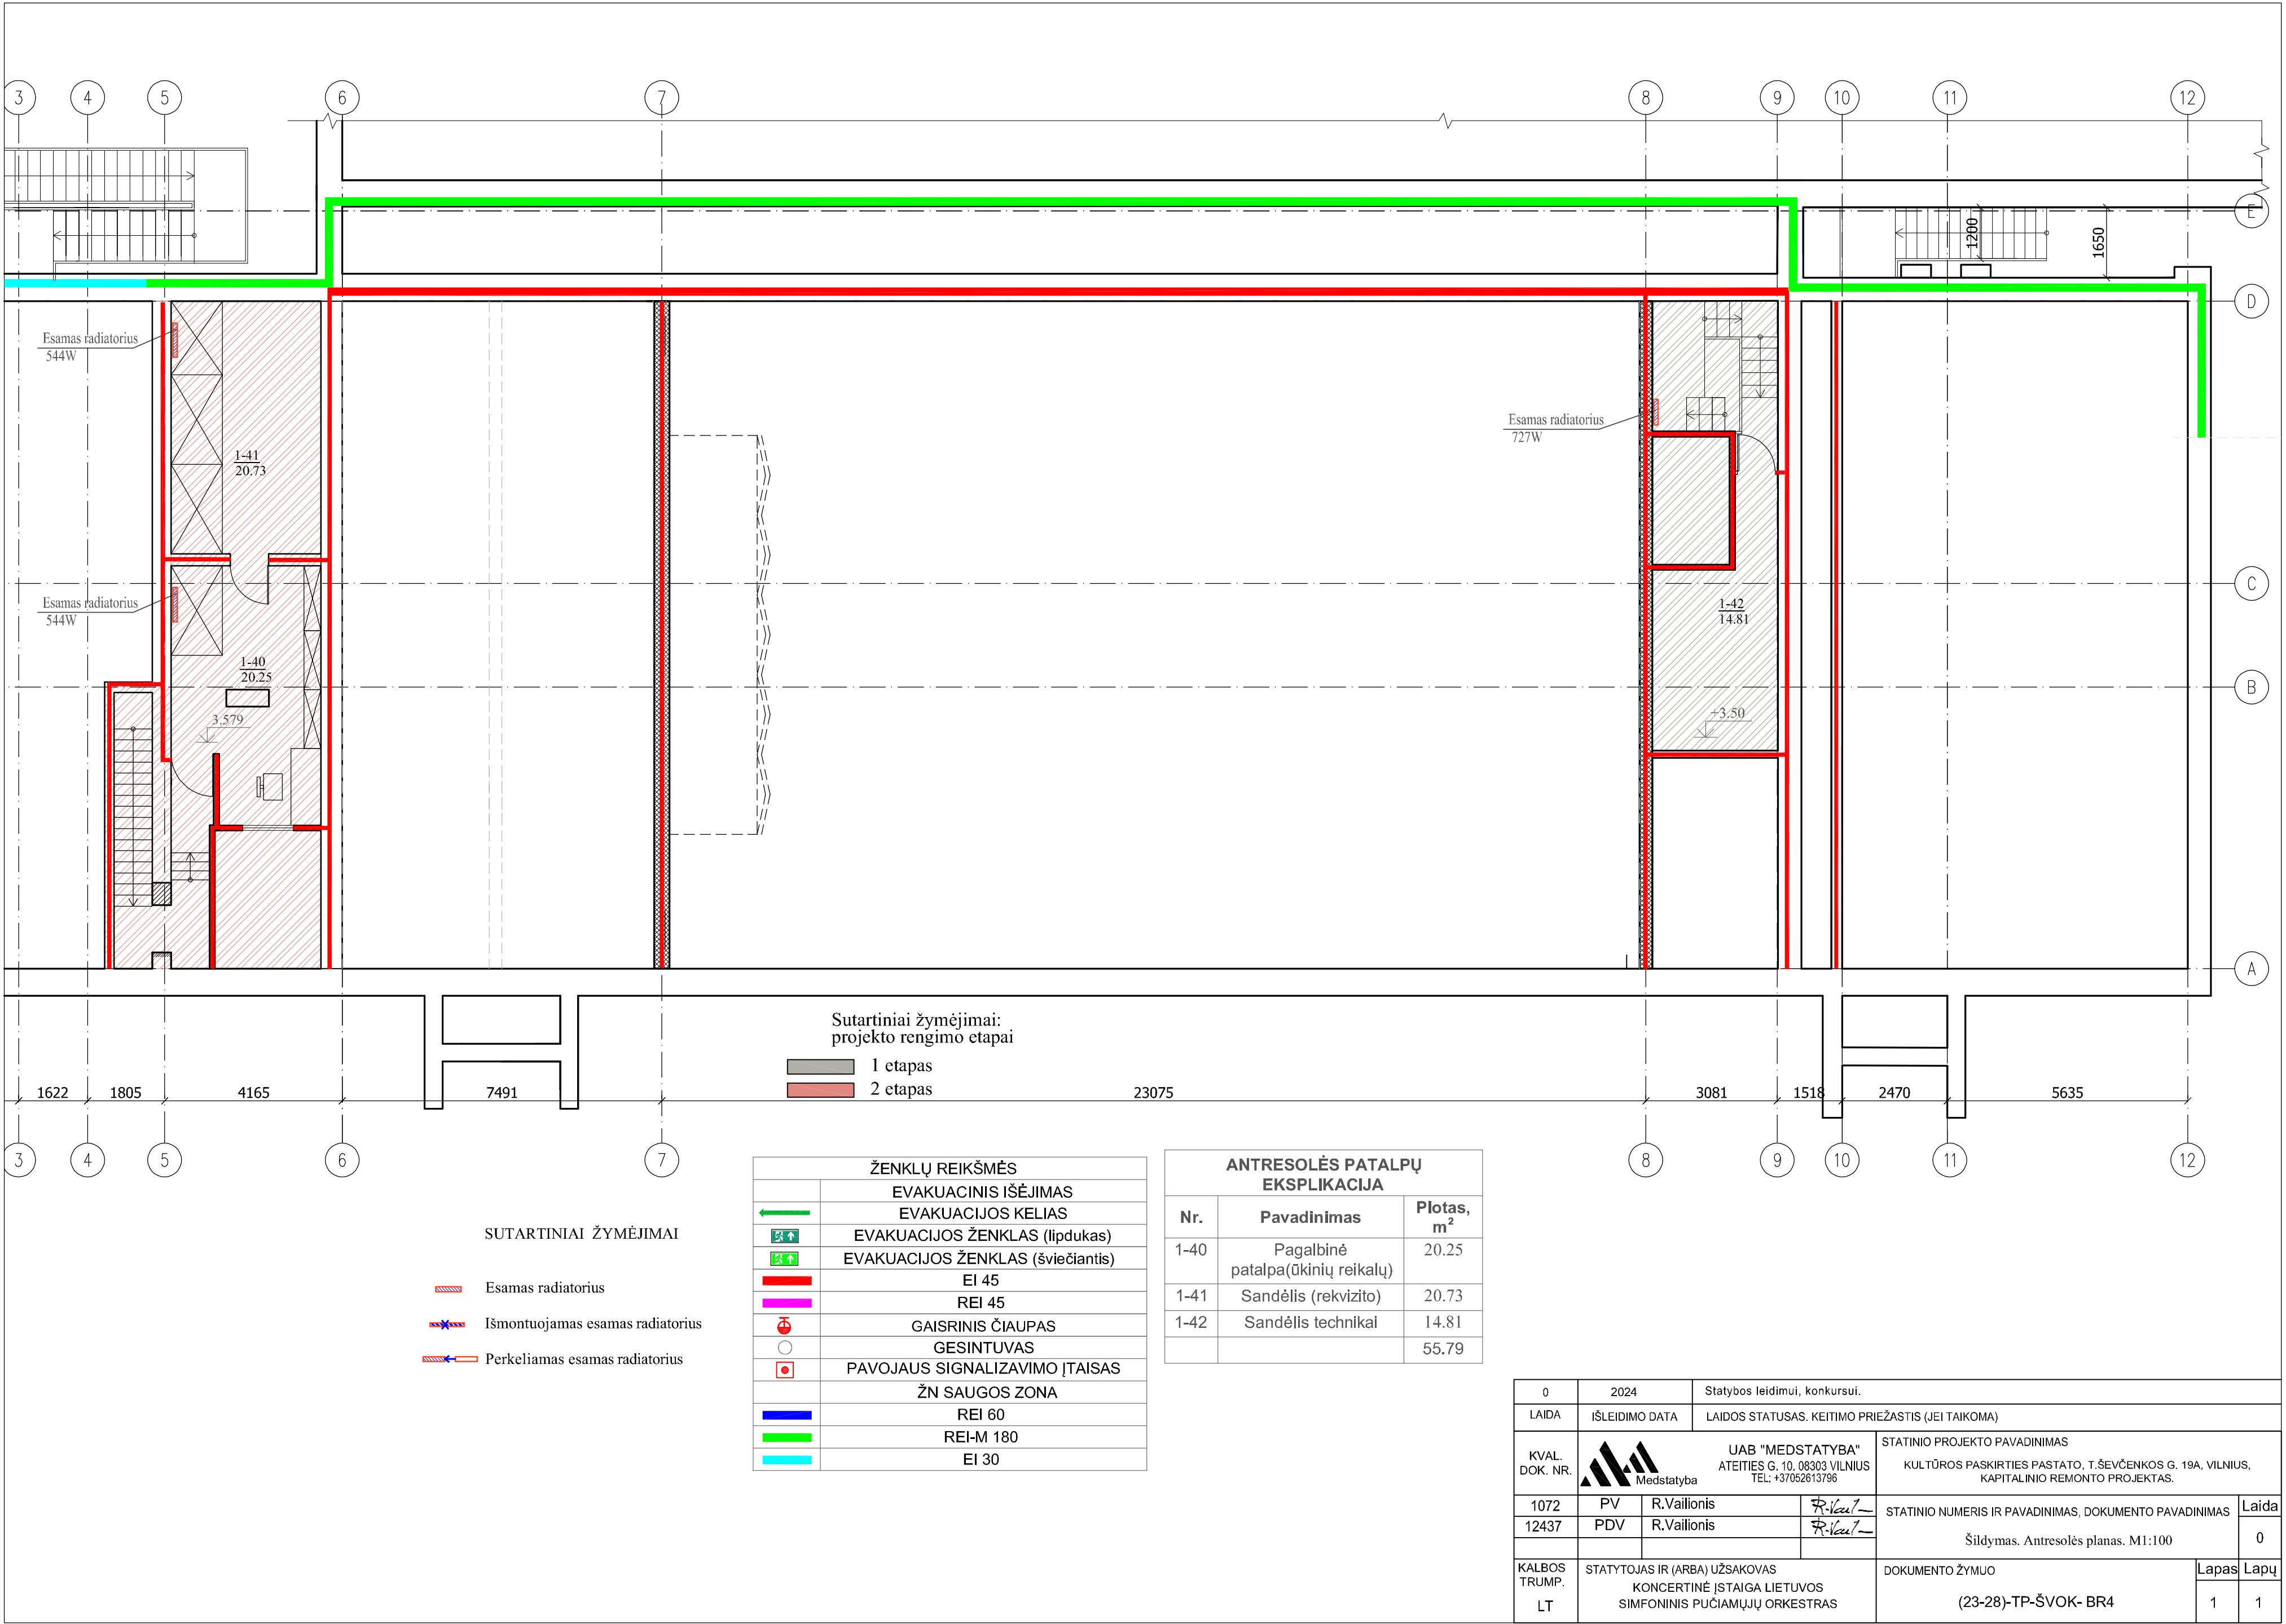 3 4 5 6 7 8 9 10 11 12
E
1200
1650
D
Esamas radiatorius
544W
Esamas radiatorius
727W
1-41
20.73
C
Esamas radiatorius
544W
1-42
14.81
1-40
20.25
B
3.579
+3.50
A
Sutartiniai žymėjimai:
projekto rengimo etapai
1 etapas
2 etapas
1622 1805 4165 7491 23075 3081 1518 2470 5635
3 4 5 6 7 8 9 10 11 12
SUTARTINIAI ŽYMĖJIMAI
Esamas radiatorius
Išmontuojamas esamas radiatorius
Perkeliamas esamas radiatorius
ŽENKLŲ REIKŠMĖS
EVAKUACINIS IŠĖJIMAS
EVAKUACIJOS KELIAS
EVAKUACIJOS ŽENKLAS (lipdukas)
EVAKUACIJOS ŽENKLAS (šviečiantis)
EI 45
REI 45
GAISRINIS ČIAUPAS
GESINTUVAS
PAVOJAUS SIGNALIZAVIMO ĮTAISAS
ŽN SAUGOS ZONA
REI 60
REI-M 180
EI 30
ANTRESOLĖS PATALPŲ
EKSPLIKACIJA
Nr. Pavadinimas Plotas, m²
1-40 Pagalbinė patalpa(ūkinių reikalų) 20.25
1-41 Sandėlis (rekvizito) 20.73
1-42 Sandėlis technikai 14.81
55.79
0 2024 Statybos leidimui, konkursui.
LAIDA IŠLEIDIMO DATA LAIDOS STATUSAS. KEITIMO PRIEŽASTIS (JEI TAIKOMA)
KVAL.
DOK. NR.
Medstatyba
UAB "MEDSTATYBA"
ATEITIES G. 10. 08303 VILNIUS
TEL: +37052613796
STATINIO PROJEKTO PAVADINIMAS
KULTŪROS PASKIRTIES PASTATO, T.ŠEVČENKOS G. 19A, VILNIUS,
KAPITALINIO REMONTO PROJEKTAS.
1072 PV R.Vailionis
12437 PDV R.Vailionis
STATINIO NUMERIS IR PAVADINIMAS, DOKUMENTO PAVADINIMAS
Šildymas. Antresolės planas. M1:100
Laida
0
KALBOS
TRUMP.
LT
STATYTOJAS IR (ARBA) UŽSAKOVAS
KONCERTINĖ ĮSTAIGA LIETUVOS
SIMFONINIS PUČIAMŲJŲ ORKESTRAS
DOKUMENTO ŽYMUO
(23-28)-TP-ŠVOK- BR4
Lapas Lapų
1 1